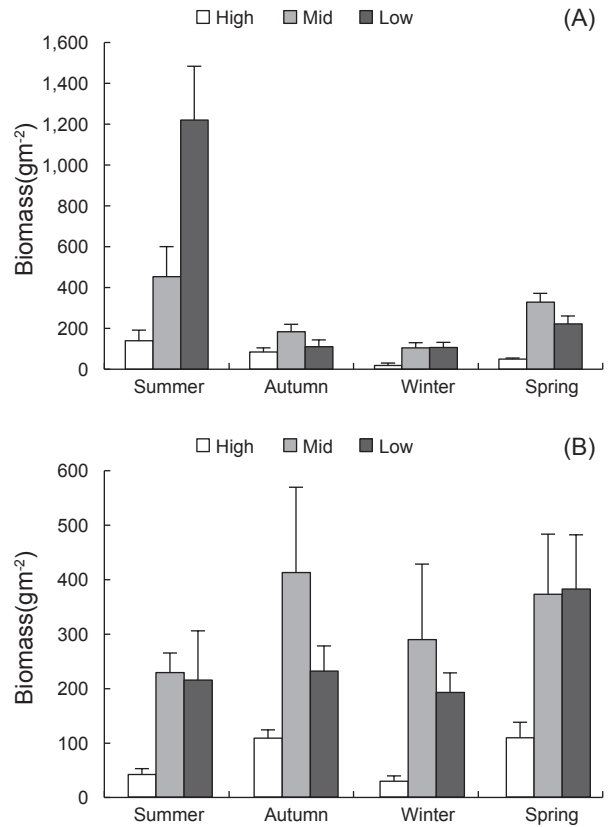 High Mid Low (A)
1,600
1,400
1,200
1,000
800
600
400
200
0
Biomass(gm-2)
Summer Autumn Winter Spring
High Mid Low (B)
600
500
400
300
200
100
0
Biomass(gm-2)
Summer Autumn Winter Spring